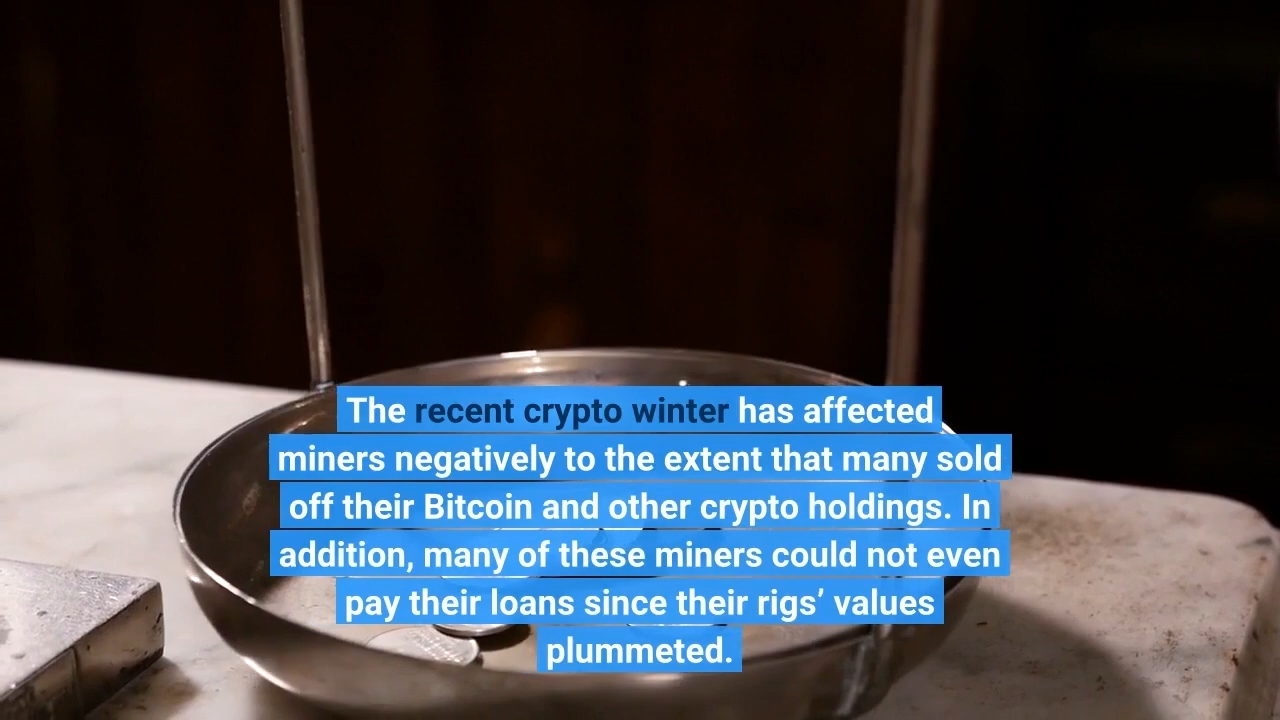 The recent crypto winter has affected
miners negatively to the extent that many sold
off their Bitcoin and other crypto holdings. In
addition, many of these miners could not even
pay their loans since their rigs’ values
plummeted.